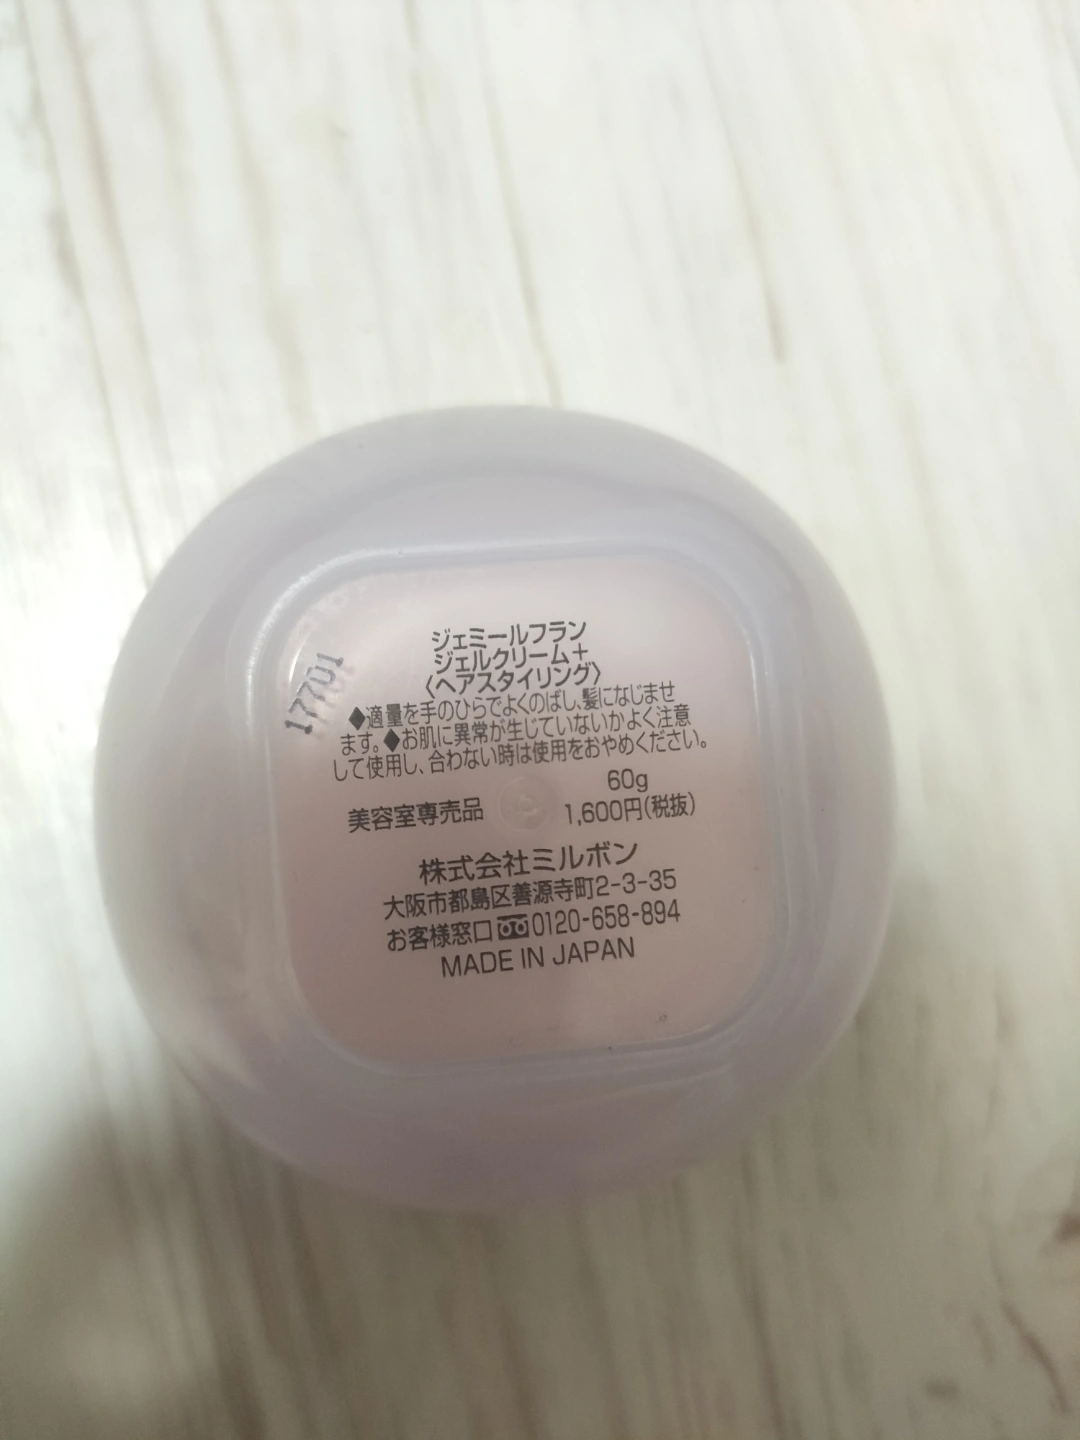 17701
ジェミールフラン
ジェルクリーム+
〈ヘアスタイリング〉
◆適量を手のひらでよくのばし、髪になじませ
ます。◆お肌に異常が生じていないかよく注意
して使用し、合わない時は使用をおやめください。
60g
美容室専売品 1,600円(税抜)
株式会社ミルボン
大阪市都島区善源寺町2-3-35
お客様窓口 0120-658-894
MADE IN JAPAN